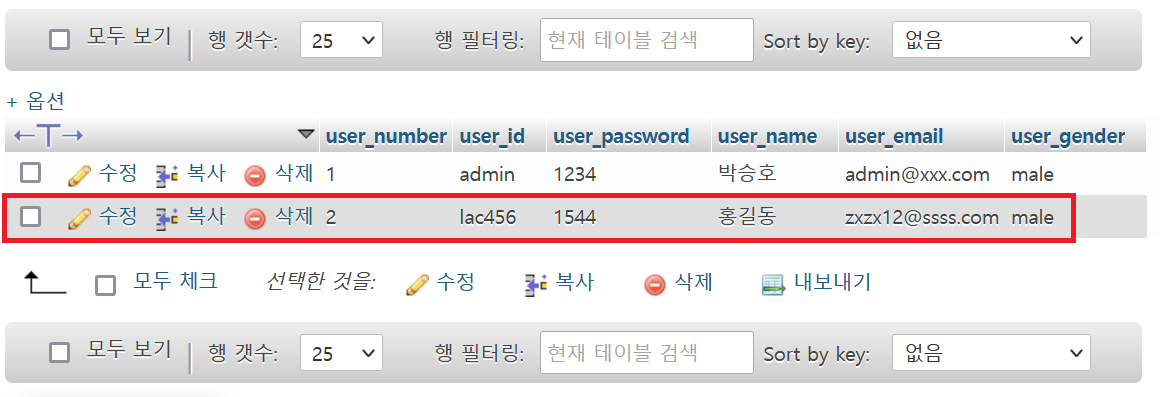 모두 보기 | 행 갯수: 25 행 필터링: 현재 테이블 검색 Sort by key: 없음
+ 옵션
←T→ user_number user_id user_password user_name user_email user_gender
수정 복사 삭제 1 admin 1234 박승호 admin@xxx.com male
수정 복사 삭제 2 lac456 1544 홍길동 zxzx12@ssss.com male
모두 체크 선택한 것을: 수정 복사 삭제 내보내기
모두 보기 | 행 갯수: 25 행 필터링: 현재 테이블 검색 Sort by key: 없음